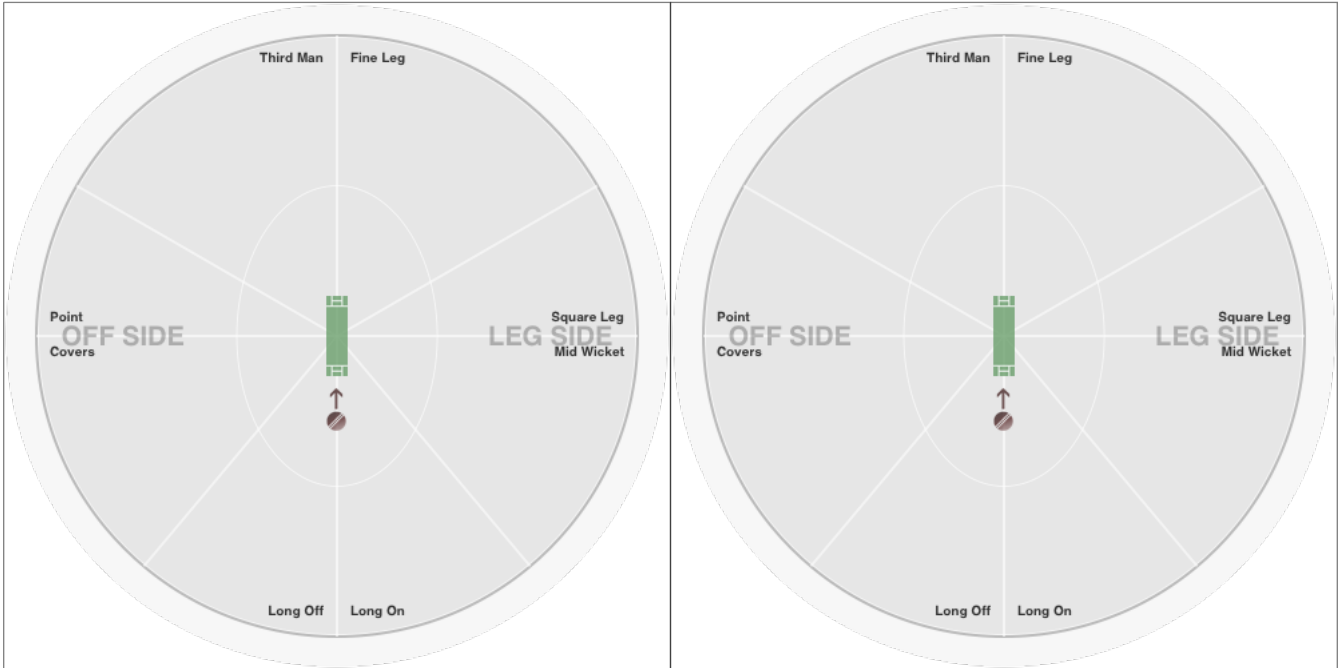 Third Man Fine Leg
Point
OFF SIDE
Covers
Square Leg
LEG SIDE
Mid Wicket
Long Off Long On
Third Man Fine Leg
Point
OFF SIDE
Covers
Square Leg
LEG SIDE
Mid Wicket
Long Off Long On